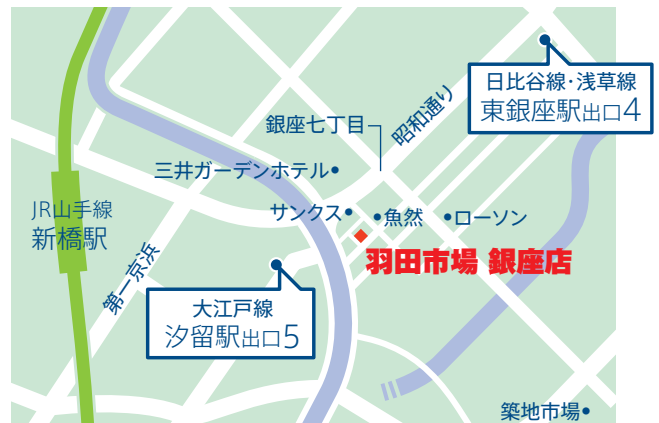 日比谷線・浅草線
東銀座駅出口4
昭和通り
銀座七丁目
三井ガーデンホテル
サンクス
魚然
ローソン
JR山手線
新橋駅
羽田市場 銀座店
第一京浜
大江戸線
汐留駅出口5
築地市場